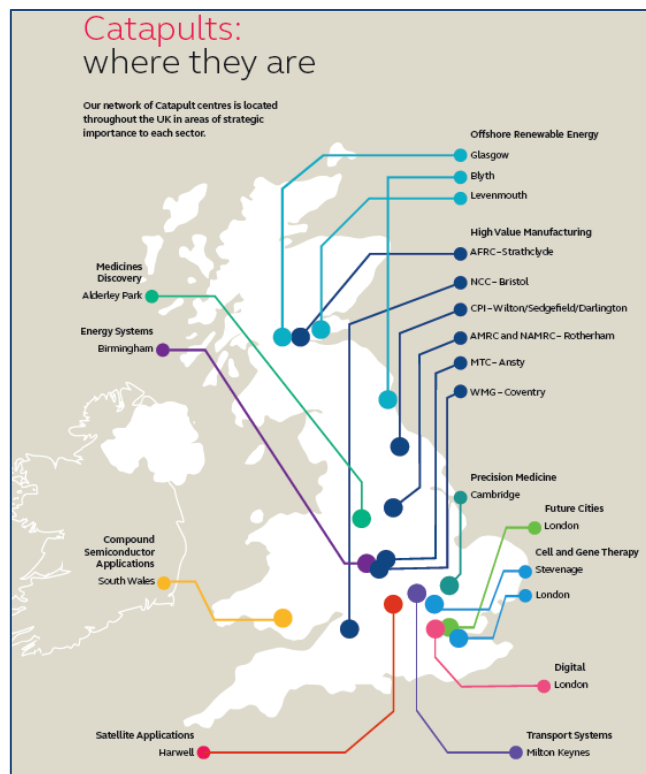 Catapults:
where they are
Our network of Catapult centres is located
throughout the UK in areas of strategic
importance to each sector.
Offshore Renewable Energy
Glasgow
Blyth
Levenmouth
High Value Manufacturing
AFRC–Strathclyde
NCC– Bristol
CPI– Wilton/Sedgefield/Darlington
AMRC and NAMRC– Rotherham
MTC– Ansty
WMG – Coventry
Medicines
Discovery
Alderley Park
Energy Systems
Birmingham
Precision Medicine
Cambridge
Future Cities
London
Cell and Gene Therapy
Stevenage
London
Compound
Semiconductor
Applications
South Wales
Digital
London
Satellite Applications
Harwell
Transport Systems
Milton Keynes